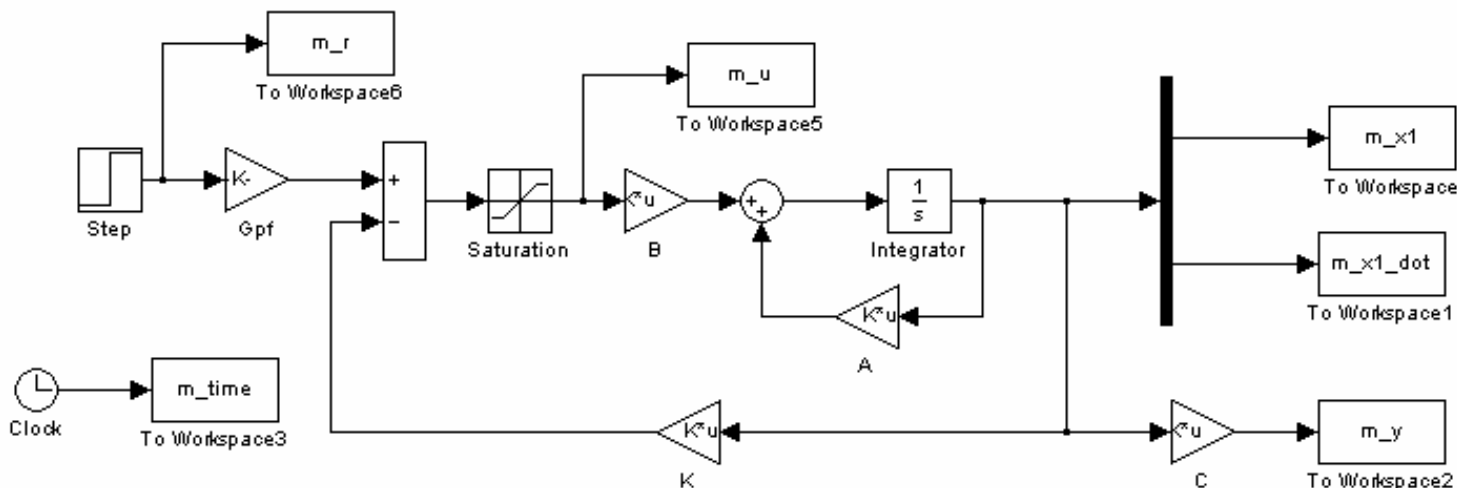 m_r
To Workspace6
m_u
To Workspace5
Step
K-
Gpf
+
−
Saturation
K*u
B
+
+
1
s
Integrator
K*u
A
m_x1
To Workspace
m_x1_dot
To Workspace1
Clock
m_time
To Workspace3
K*u
K
K*u
C
m_y
To Workspace2